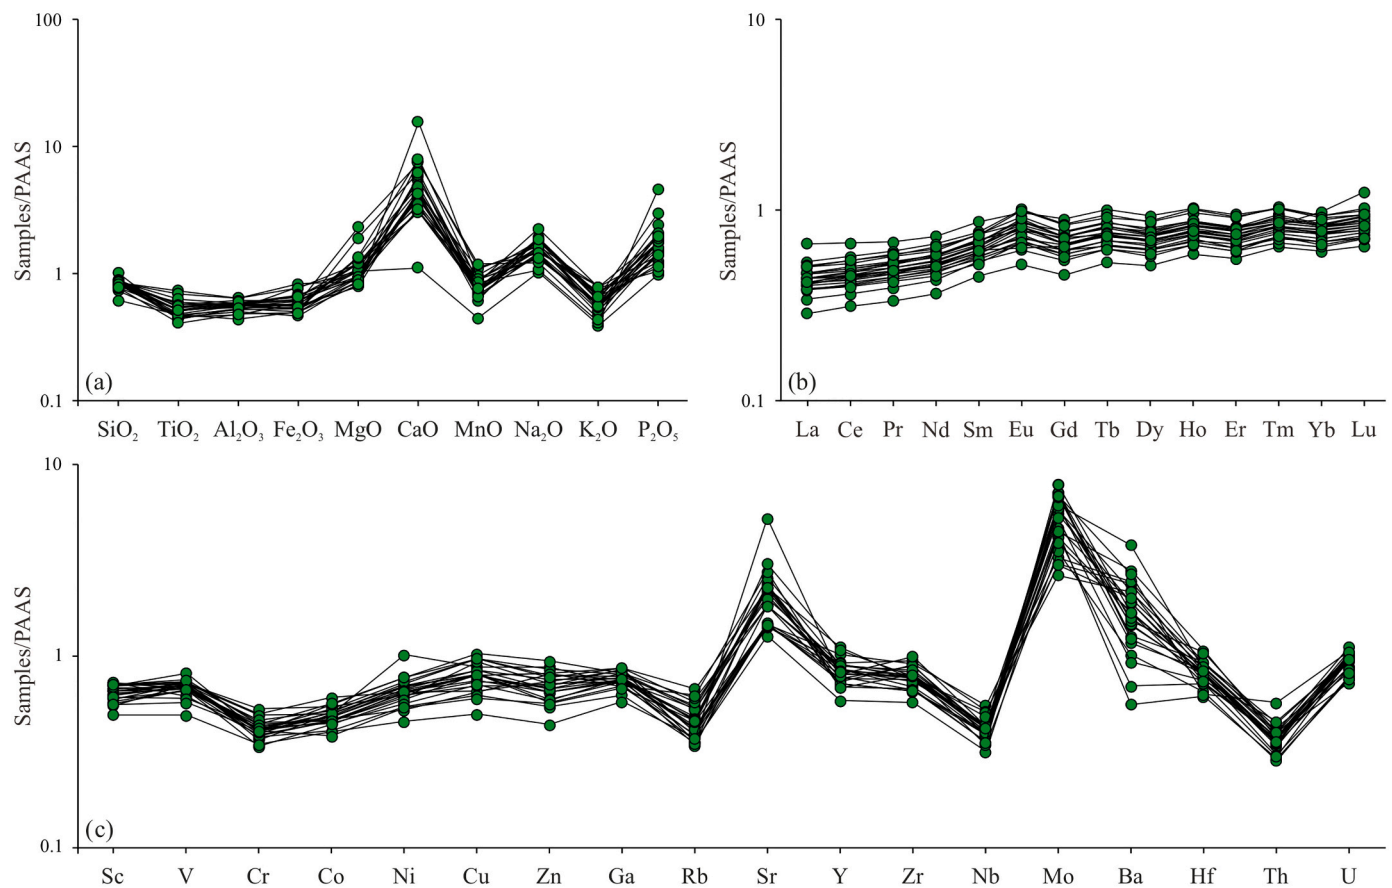 100
10
1
0.1
Samples/PAAS
(a)
SiO₂ TiO₂ Al₂O₃ Fe₂O₃ MgO CaO MnO Na₂O K₂O P₂O₅
10
1
0.1
Samples/PAAS
(b)
La Ce Pr Nd Sm Eu Gd Tb Dy Ho Er Tm Yb Lu
10
1
0.1
Samples/PAAS
(c)
Sc V Cr Co Ni Cu Zn Ga Rb Sr Y Zr Nb Mo Ba Hf Th U